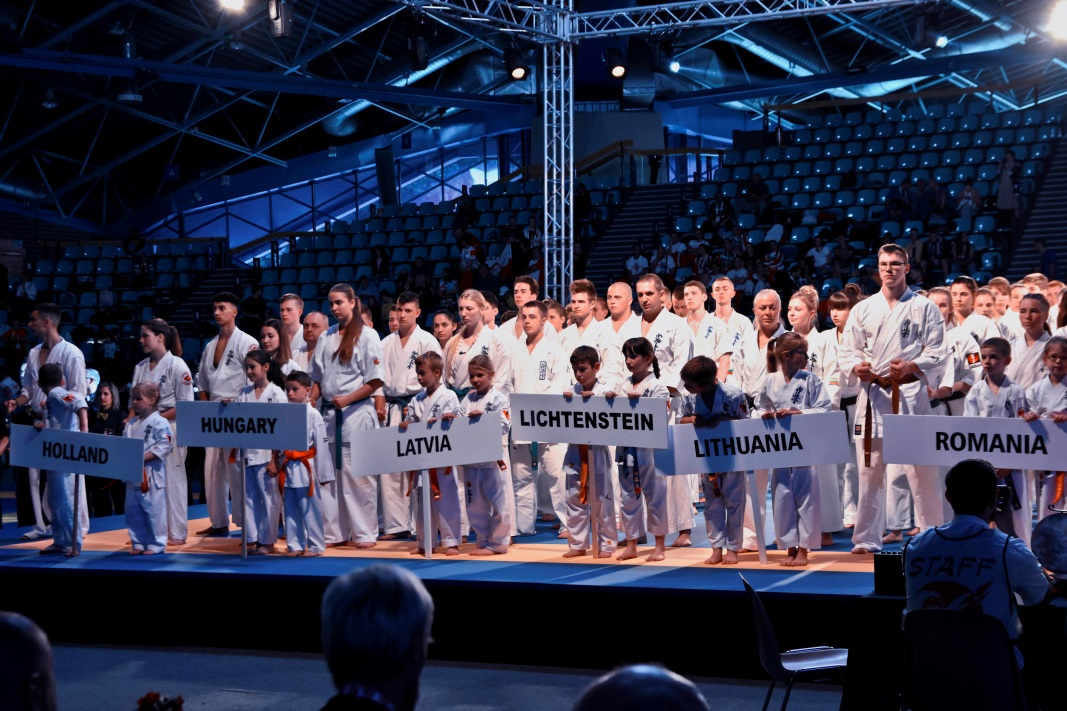 HOLLAND
HUNGARY
LATVIA
LICHTENSTEIN
LITHUANIA
ROMANIA
STAFF